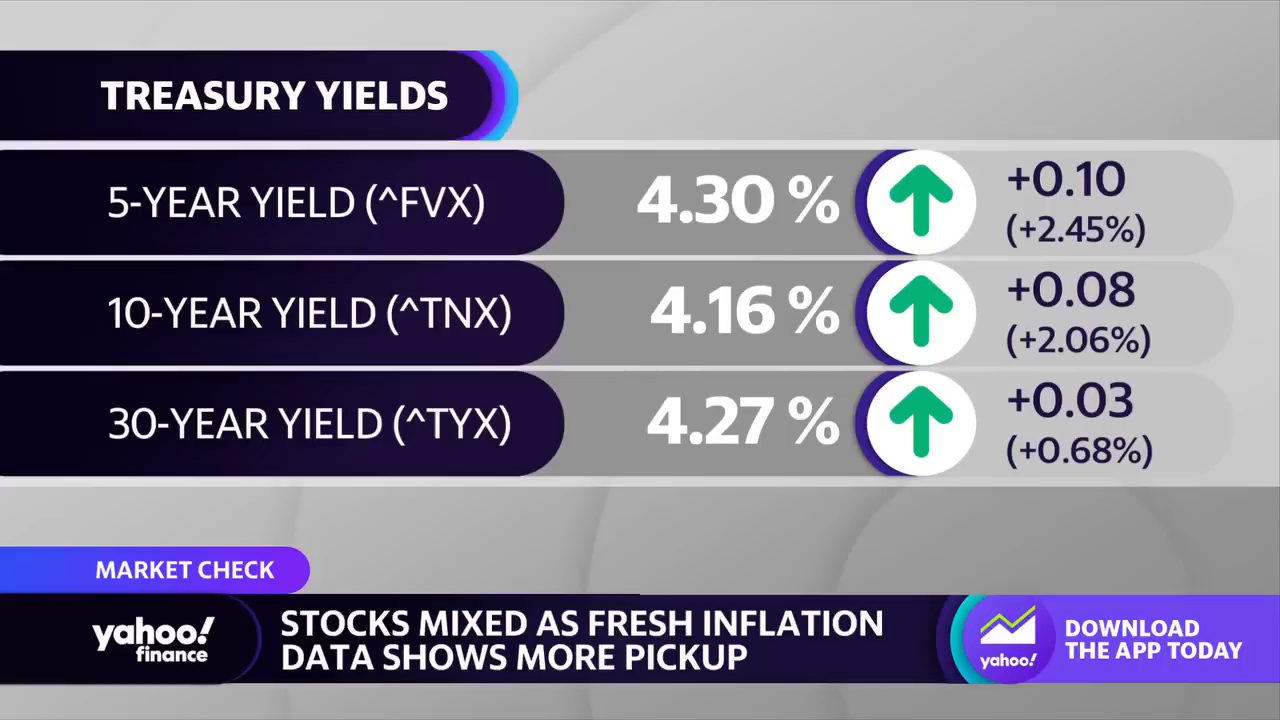 TREASURY YIELDS
5-YEAR YIELD (^FVX) 4.30 % +0.10
(+2.45%)
10-YEAR YIELD (^TNX) 4.16 % +0.08
(+2.06%)
30-YEAR YIELD (^TYX) 4.27 % +0.03
(+0.68%)
MARKET CHECK
yahoo!
finance
STOCKS MIXED AS FRESH INFLATION
DATA SHOWS MORE PICKUP
yahoo!
DOWNLOAD
THE APP TODAY